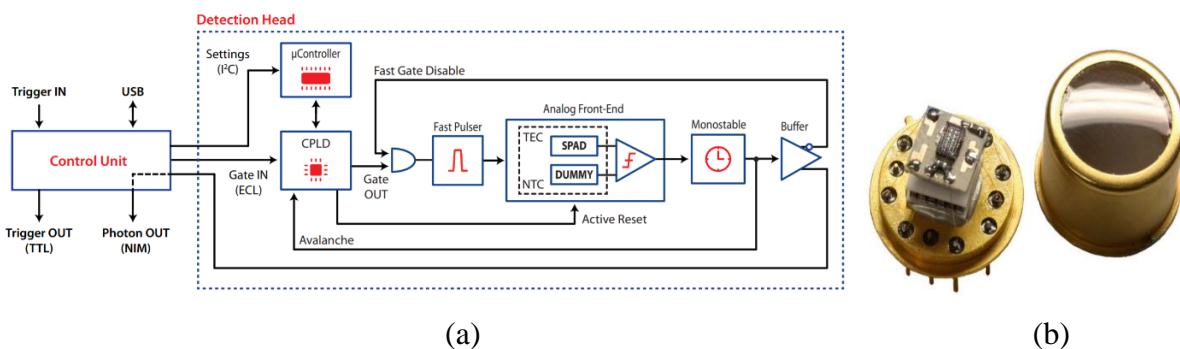 Detection Head
Settings
(I²C)
µController
Fast Gate Disable
Trigger IN
USB
Analog Front-End
Fast Pulser
Monostable
Buffer
CPLD
TEC
SPAD
Control Unit
DUMMY
NTC
Gate IN
(ECL)
Gate
OUT
Active Reset
Avalanche
Trigger OUT
(TTL)
Photon OUT
(NIM)
(a)
(b)